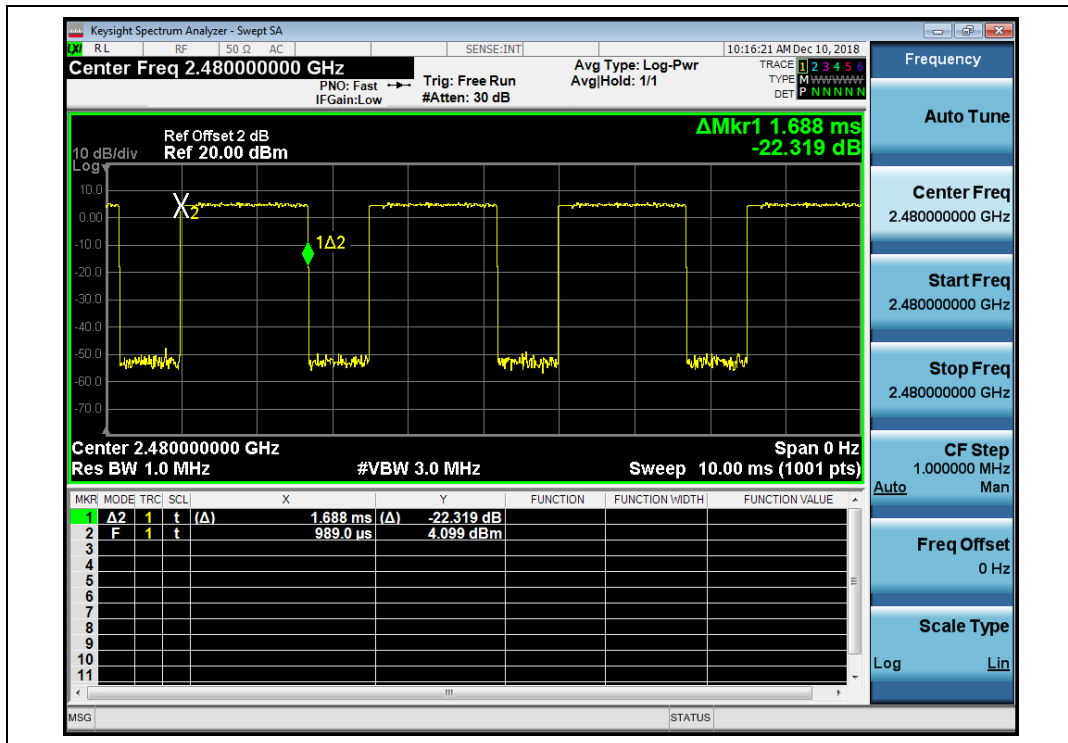 Keysight Spectrum Analyzer - Swept SA
LXI RL RF 50 Ω AC SENSE:INT 10:16:21 AM Dec 10, 2018
Center Freq 2.480000000 GHz
PNO: Fast
IFGain:Low
Trig: Free Run
#Atten: 30 dB
Avg Type: Log-Pwr
Avg|Hold: 1/1
TRACE 1 2 3 4 5 6
TYPE M WWWWW
DET P N N N N N
Ref Offset 2 dB
10 dB/div Ref 20.00 dBm
Log
ΔMkr1 1.688 ms
-22.319 dB
10.0
0.00
-10.0
-20.0
-30.0
-40.0
-50.0
-60.0
-70.0
2
1Δ2
Center 2.480000000 GHz Span 0 Hz
Res BW 1.0 MHz #VBW 3.0 MHz Sweep 10.00 ms (1001 pts)
MKR MODE TRC SCL X Y FUNCTION FUNCTION WIDTH FUNCTION VALUE
1 Δ2 1 t (Δ) 1.688 ms (Δ) -22.319 dB
2 F 1 t 989.0 µs 4.099 dBm
3
4
5
6
7
8
9
10
11
MSG STATUS
Frequency
Auto Tune
Center Freq
2.480000000 GHz
Start Freq
2.480000000 GHz
Stop Freq
2.480000000 GHz
CF Step
1.000000 MHz
Auto Man
Freq Offset
0 Hz
Scale Type
Log Lin